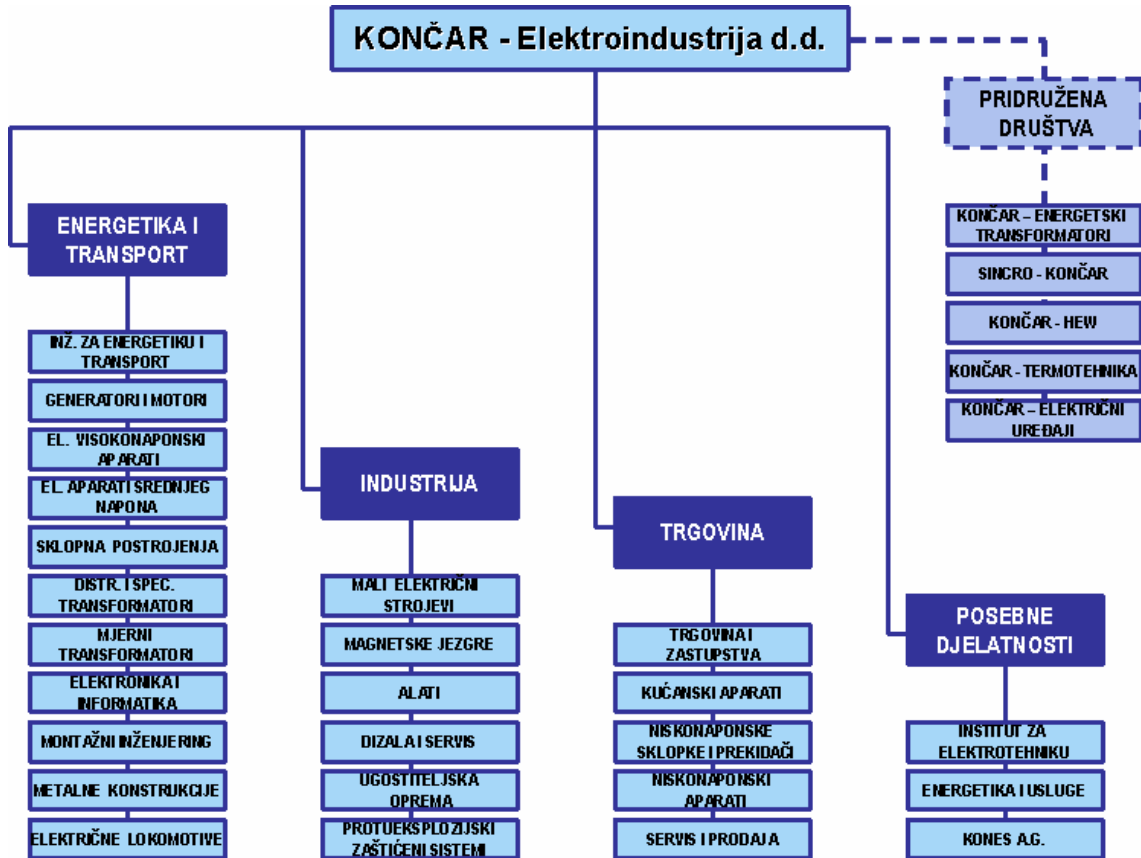 KONČAR - Elektroindustrija d.d.
PRIDRUŽENA
DRUŠTVA
KONČAR – ENERGETSKI
TRANSFORMATORI
SINCRO - KONČAR
KONČAR - HEW
KONČAR - TERMOTEHNIKA
KONČAR – ELEKTRIČNI
UREĐAJI
ENERGETIKA I
TRANSPORT
INŽ. ZA ENERGETIKU I
TRANSPORT
GENERATORI I MOTORI
EL. VISOKONAPONSKI
APARATI
EL. APARATI SREDNJEG
NAPONA
SKLOPNA POSTROJENJA
DISTR. I SPEC.
TRANSFORMATORI
MJERNI
TRANSFORMATORI
ELEKTRONIKA I
INFORMATIKA
MONTAŽNI INŽENJERING
METALNE KONSTRUKCIJE
ELEKTRIČNE LOKOMOTIVE
INDUSTRIJA
MALI ELEKTRIČNI
STROJEVI
MAGNETSKE JEZGRE
ALATI
DIZALA I SERVIS
UGOSTITELJSKA
OPREMA
PROTUEKSPLOZIJSKI
ZAŠTIĆENI SISTEMI
TRGOVINA
TRGOVINA I
ZASTUPSTVA
KUĆANSKI APARATI
NISKONAPONSKE
SKLOPKE I PREKIDAČI
NISKONAPONSKI
APARATI
SERVIS I PRODAJA
POSEBNE
DJELATNOSTI
INSTITUT ZA
ELEKTROTEHNIKU
ENERGETIKA I USLUGE
KONES A.G.